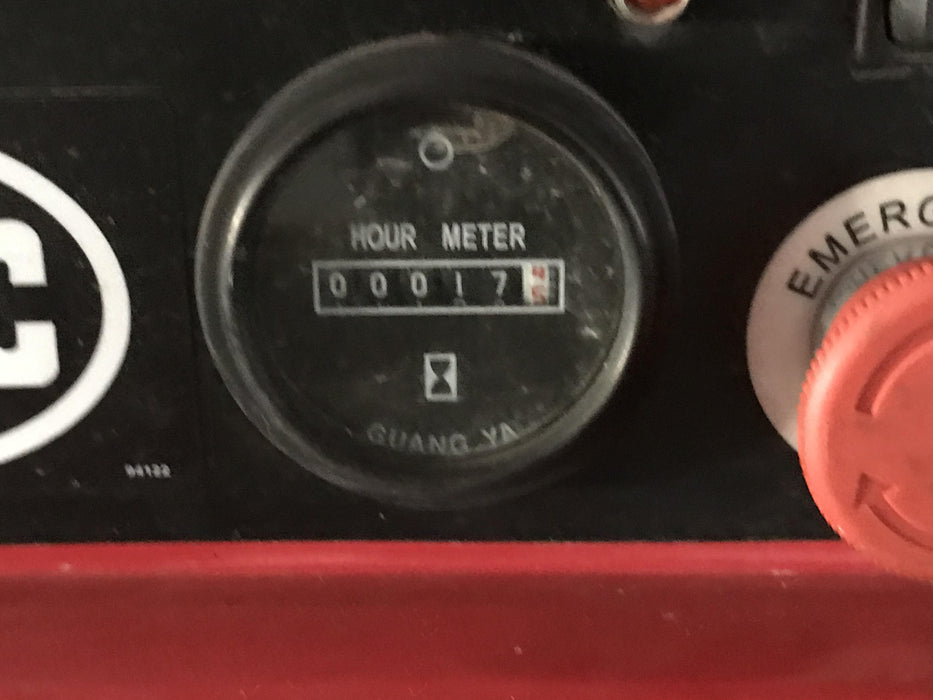 HOUR METER
0 0 0 1 7
GUANG YA
EMERG
C
94122